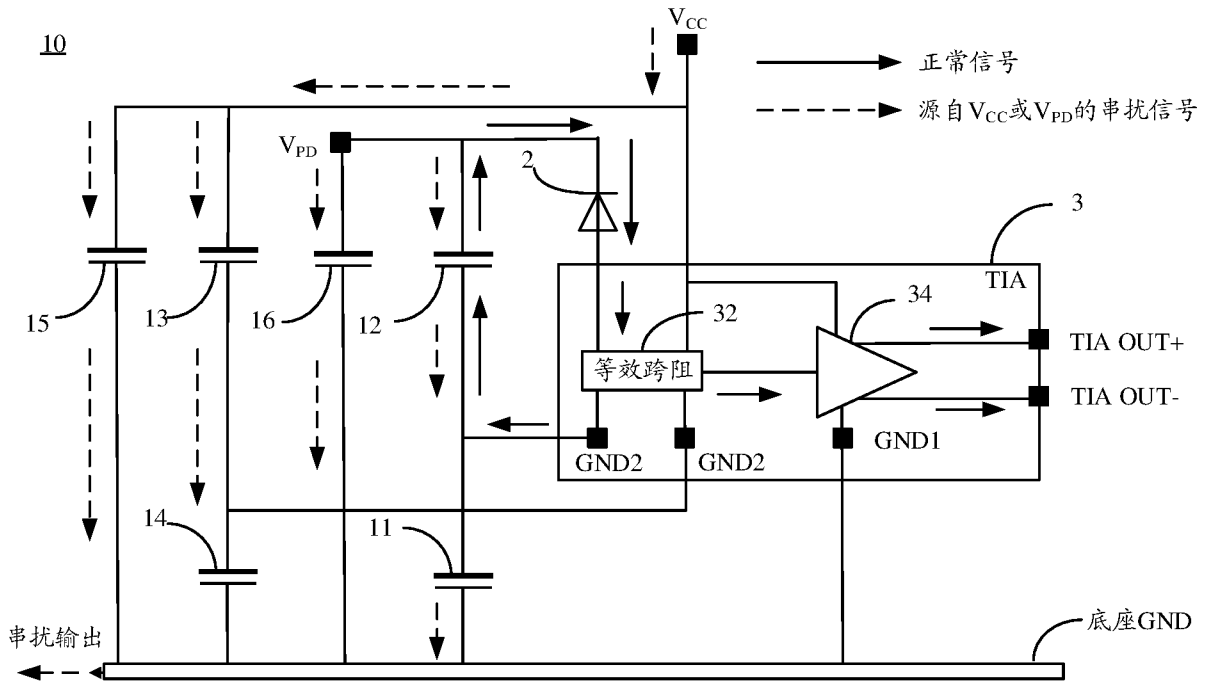 10
V_CC
正常信号
源自V_CC或V_PD的串扰信号
V_PD
2
3
TIA
15
13
16
12
32
34
等效跨阻
TIA OUT+
TIA OUT-
GND2
GND2
GND1
14
11
串扰输出
底座GND